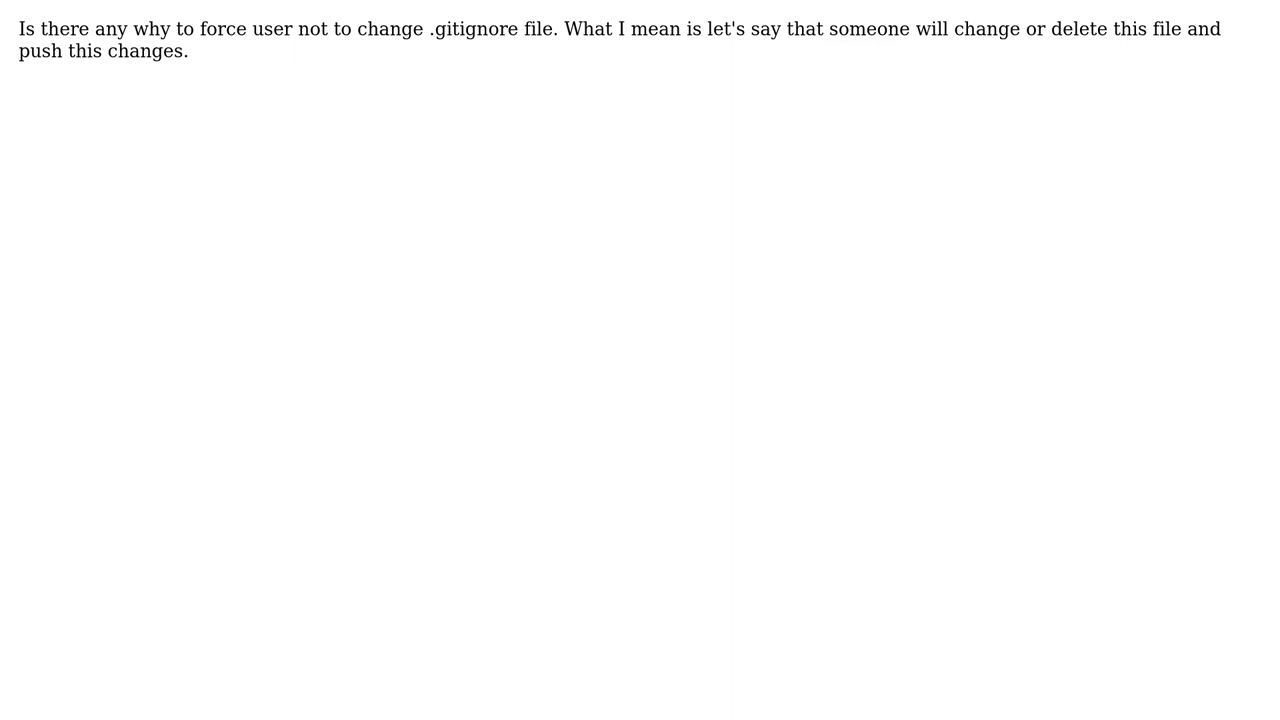 Is there any why to force user not to change .gitignore file. What I mean is let's say that someone will change or delete this file and
push this changes.